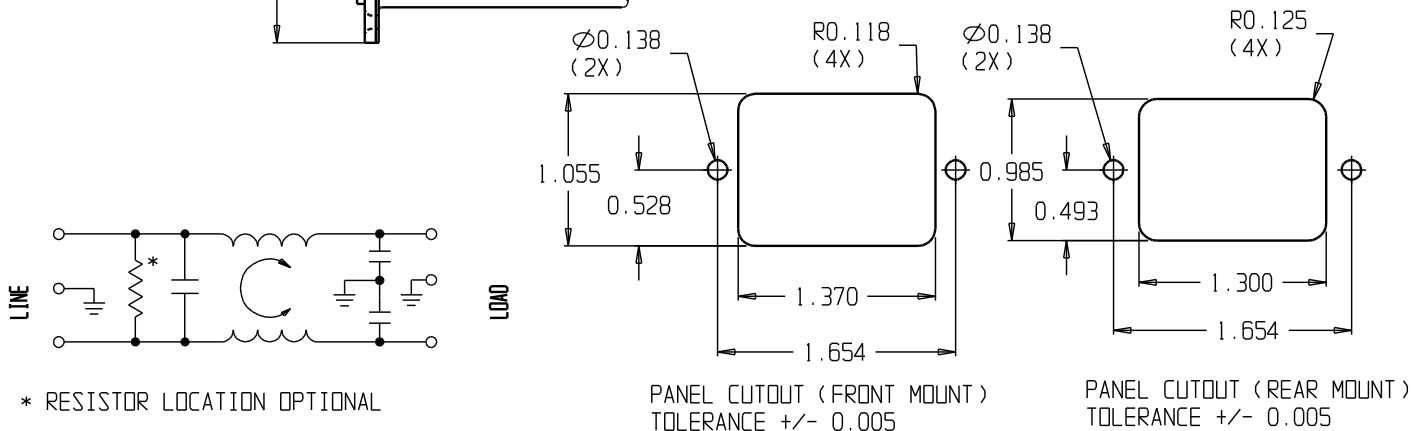 Ø0.138
(2X)
R0.118
(4X)
Ø0.138
(2X)
R0.125
(4X)
1.055
0.528
0.985
0.493
1.370
1.654
1.300
1.654
LINE
*
LOAD
* RESISTOR LOCATION OPTIONAL
PANEL CUTOUT (FRONT MOUNT)
TOLERANCE +/- 0.005
PANEL CUTOUT (REAR MOUNT)
TOLERANCE +/- 0.005